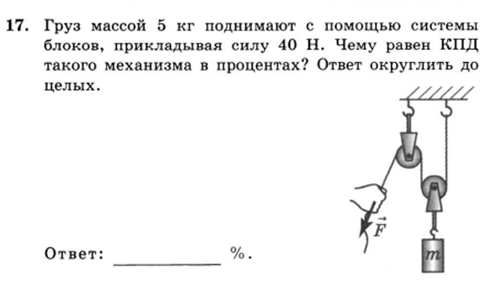 17. Груз массой 5 кг поднимают с помощью системы
блоков, прикладывая силу 40 Н. Чему равен КПД
такого механизма в процентах? Ответ округлить до
целых.
F
m
Ответ: ________ %.